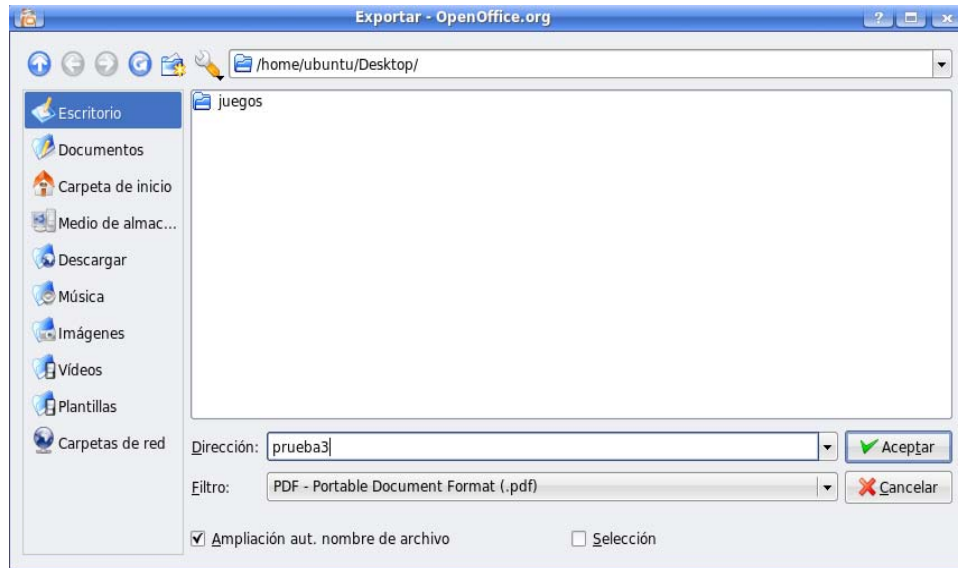 Exportar - OpenOffice.org
?
/home/ubuntu/Desktop/
Escritorio
Documentos
Carpeta de inicio
Medio de almac...
Descargar
Música
Imágenes
Vídeos
Plantillas
Carpetas de red
juegos
Dirección: prueba3 Aceptar
Filtro: PDF - Portable Document Format (.pdf) Cancelar
Ampliación aut. nombre de archivo Selección